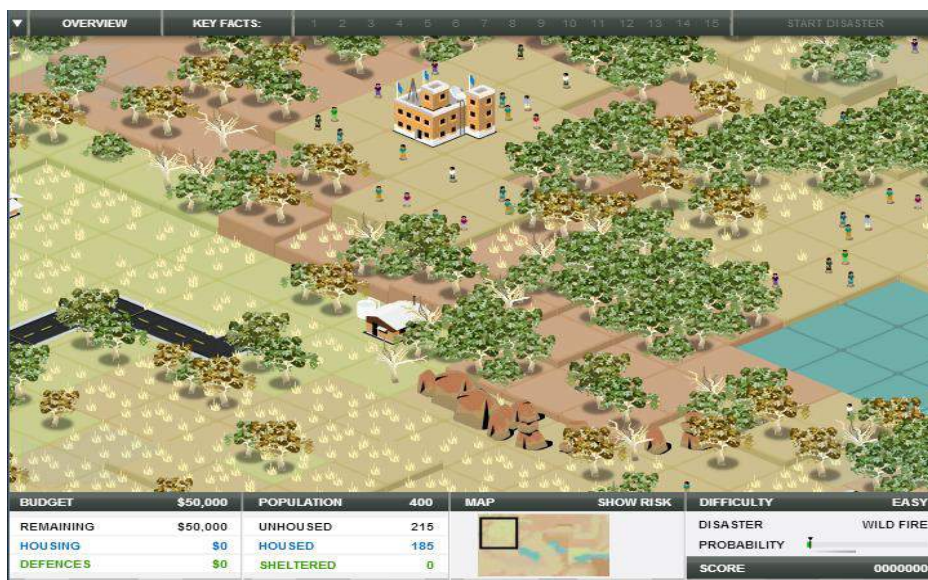 OVERVIEW KEY FACTS: 1 2 3 4 5 6 7 8 9 10 11 12 13 14 15 START DISASTER
BUDGET $50,000 POPULATION 400 MAP SHOW RISK DIFFICULTY EASY
REMAINING $50,000 UNHOUSED 215 DISASTER WILD FIRE
HOUSING $0 HOUSED 185 PROBABILITY
DEFENCES $0 SHELTERED 0 SCORE 0000000